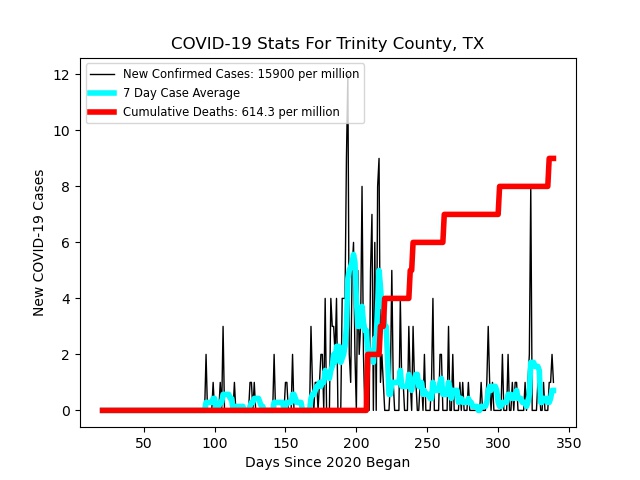 COVID-19 Stats For Trinity County, TX
New Confirmed Cases: 15900 per million
7 Day Case Average
Cumulative Deaths: 614.3 per million
New COVID-19 Cases
12
10
8
6
4
2
0
50 100 150 200 250 300 350
Days Since 2020 Began